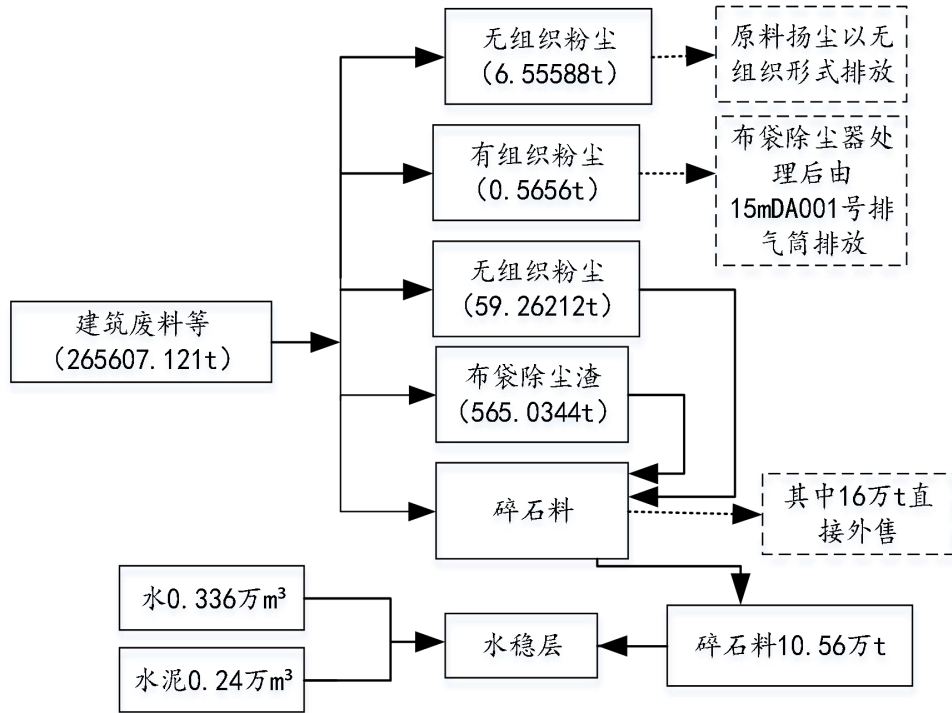 无组织粉尘
(6.55588t)
原料扬尘以无
组织形式排放
有组织粉尘
(0.5656t)
布袋除尘器处
理后由
15mDA001号排
气筒排放
无组织粉尘
(59.26212t)
建筑废料等
(265607.121t)
布袋除尘渣
(565.0344t)
碎石料
其中16万t直
接外售
水0.336万m³
水泥0.24万m³
水稳层
碎石料10.56万t